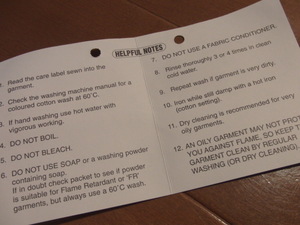 HELPFUL NOTES
1. Read the care label sewn into the
garment.
2. Check the washing machine manual for a
coloured cotton wash at 60°C.
3. If hand washing use hot water with
vigorous working.
4. DO NOT BOIL.
5. DO NOT BLEACH.
6. DO NOT USE SOAP or a washing powder
containing soap.
If in doubt check packet to see if powder
is suitable for Flame Retardant or 'FR'
garments, but always use a 60°C wash.
7. DO NOT USE A FABRIC CONDITIONER.
8. Rinse thoroughly 3 or 4 times in clean
cold water.
9. Repeat wash if garment is very dirty.
10. Iron while still damp with a hot iron
(cotton setting).
11. Dry cleaning is recommended for very
oily garments.
12. AN OILY GARMENT MAY NOT PROT
YOU AGAINST FLAME, SO KEEP
GARMENT CLEAN BY REGULAR
WASHING (OR DRY CLEANING).